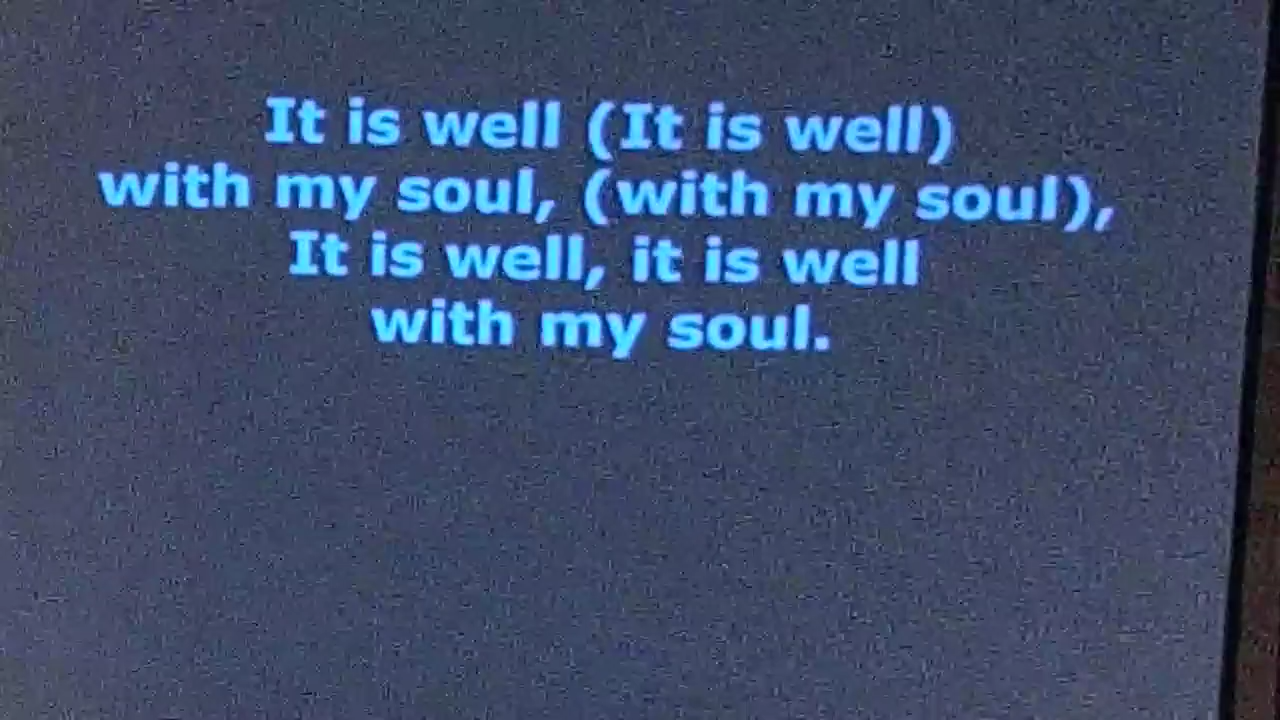 It is well (It is well)
with my soul, (with my soul),
It is well, it is well
with my soul.